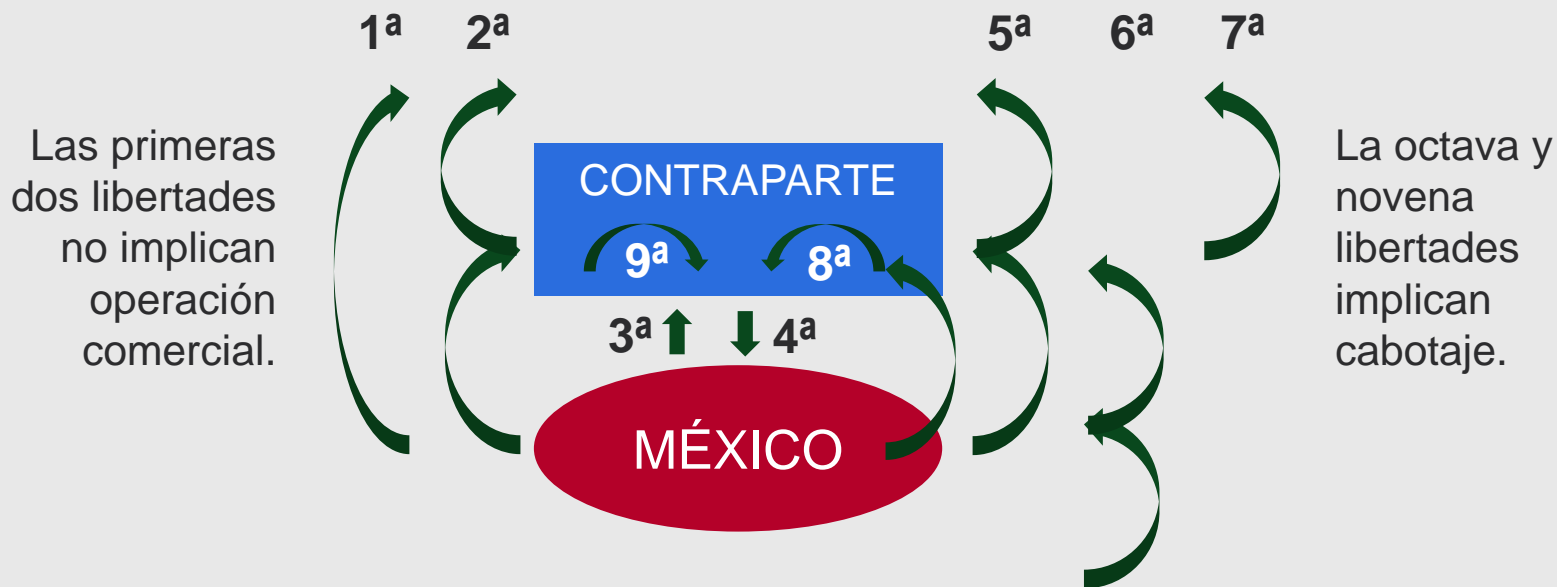 1ª 2ª 5ª 6ª 7ª
Las primeras
dos libertades
no implican
operación
comercial.
CONTRAPARTE
9ª 8ª
3ª 4ª
MÉXICO
La octava y
novena
libertades
implican
cabotaje.